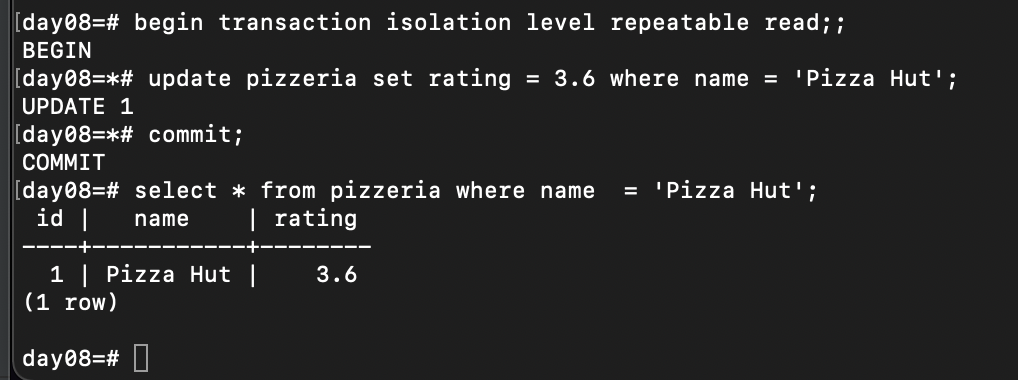 [day08=# begin transaction isolation level repeatable read;;
BEGIN
[day08=*# update pizzeria set rating = 3.6 where name = 'Pizza Hut';
UPDATE 1
[day08=*# commit;
COMMIT
[day08=# select * from pizzeria where name  = 'Pizza Hut';
 id |   name    | rating
----+-----------+--------
  1 | Pizza Hut |    3.6
(1 row)
day08=#